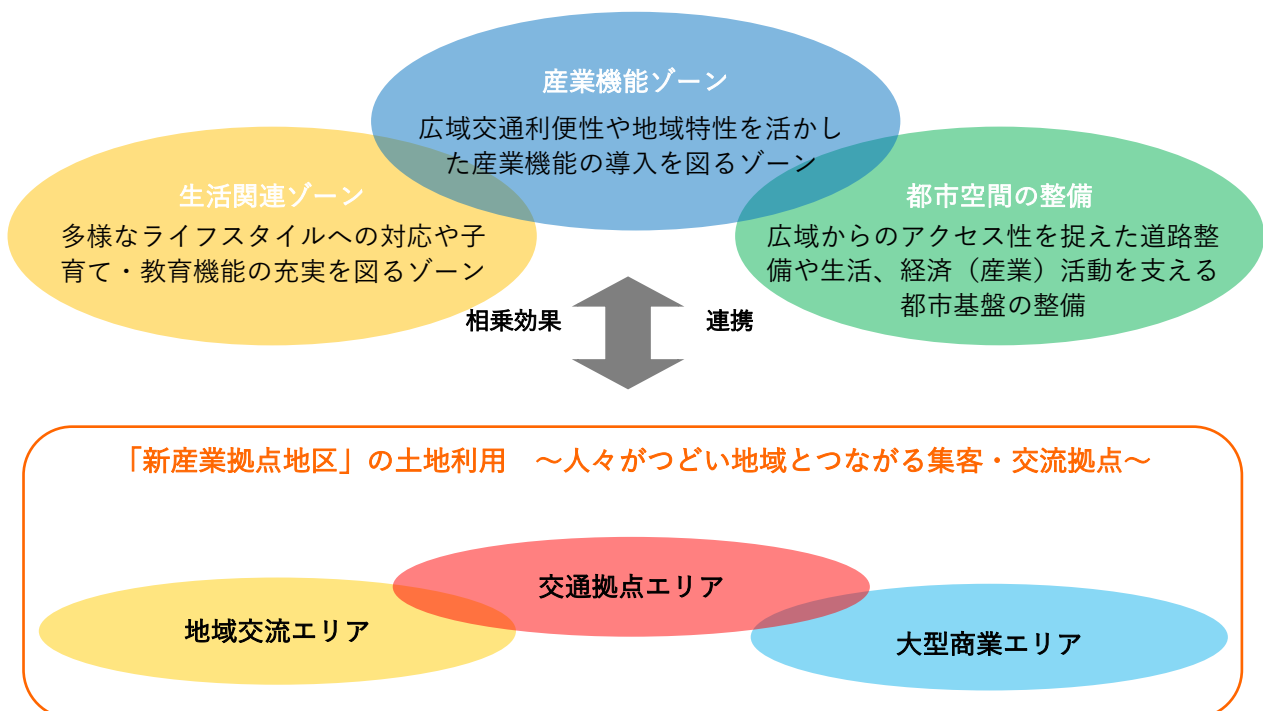 産業機能ゾーン
広域交通利便性や地域特性を活かし
た産業機能の導入を図るゾーン
生活関連ゾーン
多様なライフスタイルへの対応や子
育て・教育機能の充実を図るゾーン
都市空間の整備
広域からのアクセス性を捉えた道路整
備や生活、経済（産業）活動を支える
都市基盤の整備
相乗効果
連携
「新産業拠点地区」の土地利用　～人々がつどい地域とつながる集客・交流拠点～
交通拠点エリア
地域交流エリア
大型商業エリア